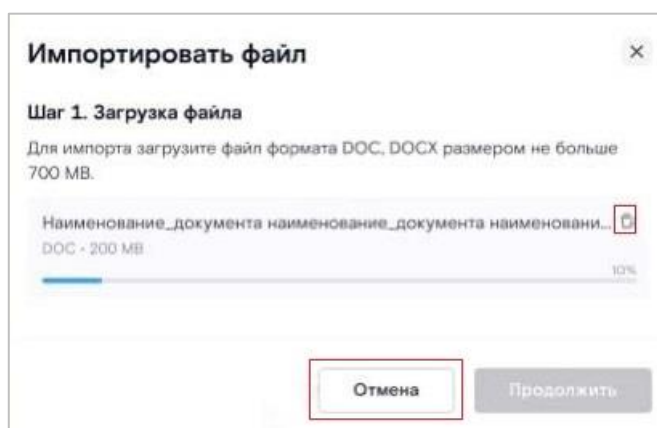 Импортировать файл
Шаг 1. Загрузка файла
Для импорта загрузите файл формата DOC, DOCX размером не больше
700 MB.
Наименование_документа наименование_документа наименовани...
DOC - 200 MB
10%
Отмена
Продолжить